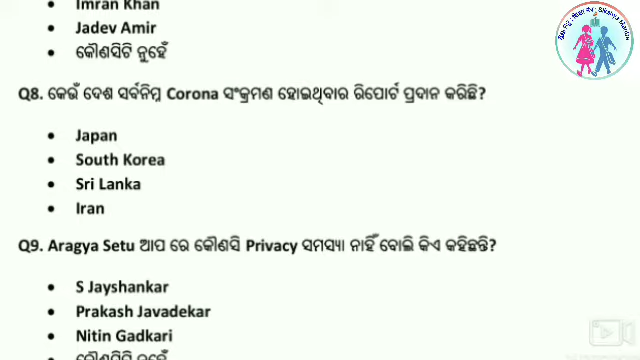 Imran Khan
Jadev Amir
କୌଣସିଟି ନୁହେଁ
Q8. କେଉଁ ଦେଶ ସର୍ବନିମ୍ନ Corona ସଂକ୍ରମଣ ହୋଇଥିବାର ରିପୋର୍ଟ ପ୍ରଦାନ କରିଛି?
Japan
South Korea
Sri Lanka
Iran
Q9. Aragya Setu ଆପ ରେ କୌଣସି Privacy ସମସ୍ୟା ନାହିଁ ବୋଲି କିଏ କହିଛନ୍ତି?
S Jayshankar
Prakash Javadekar
Nitin Gadkari
କୌଣସିଟି ନୁହେଁ